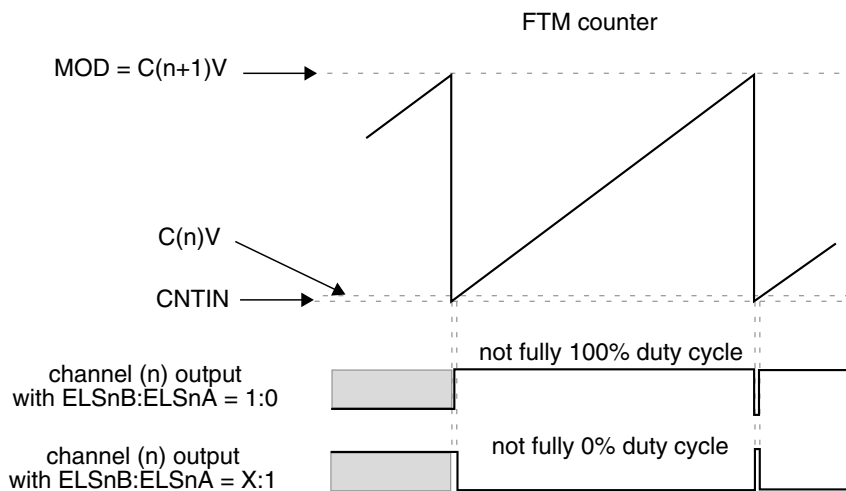 FTM counter
MOD = C(n+1)V
C(n)V
CNTIN
not fully 100% duty cycle
channel (n) output
with ELSnB:ELSnA = 1:0
not fully 0% duty cycle
channel (n) output
with ELSnB:ELSnA = X:1